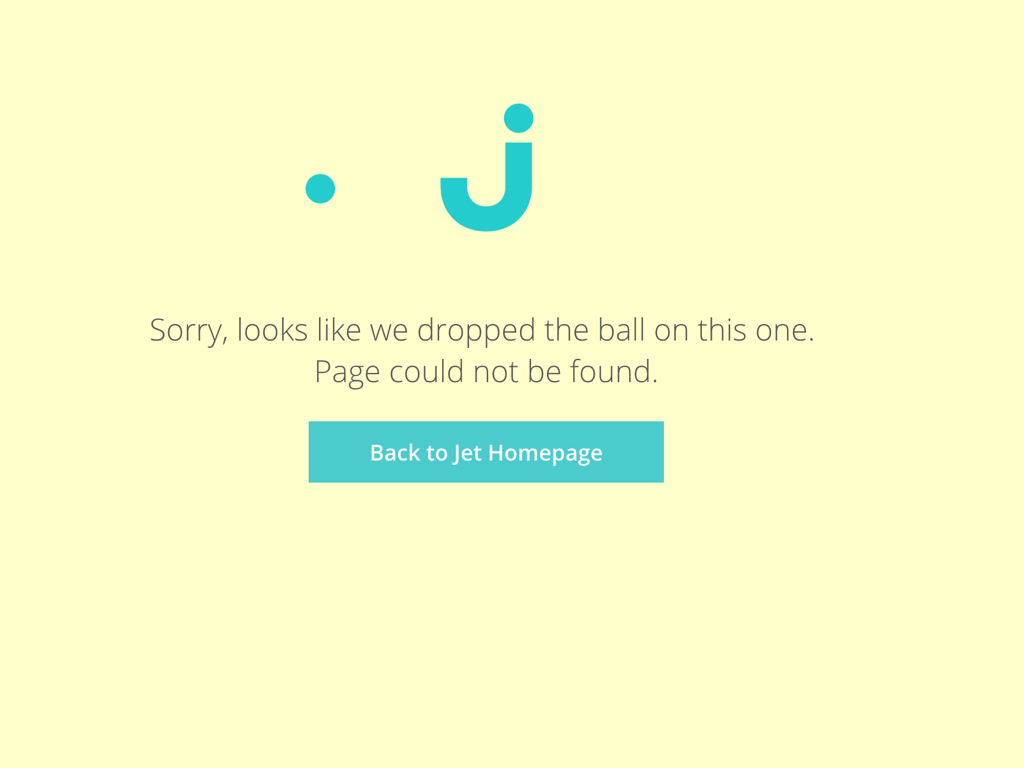 j
Sorry, looks like we dropped the ball on this one.
Page could not be found.
Back to Jet Homepage